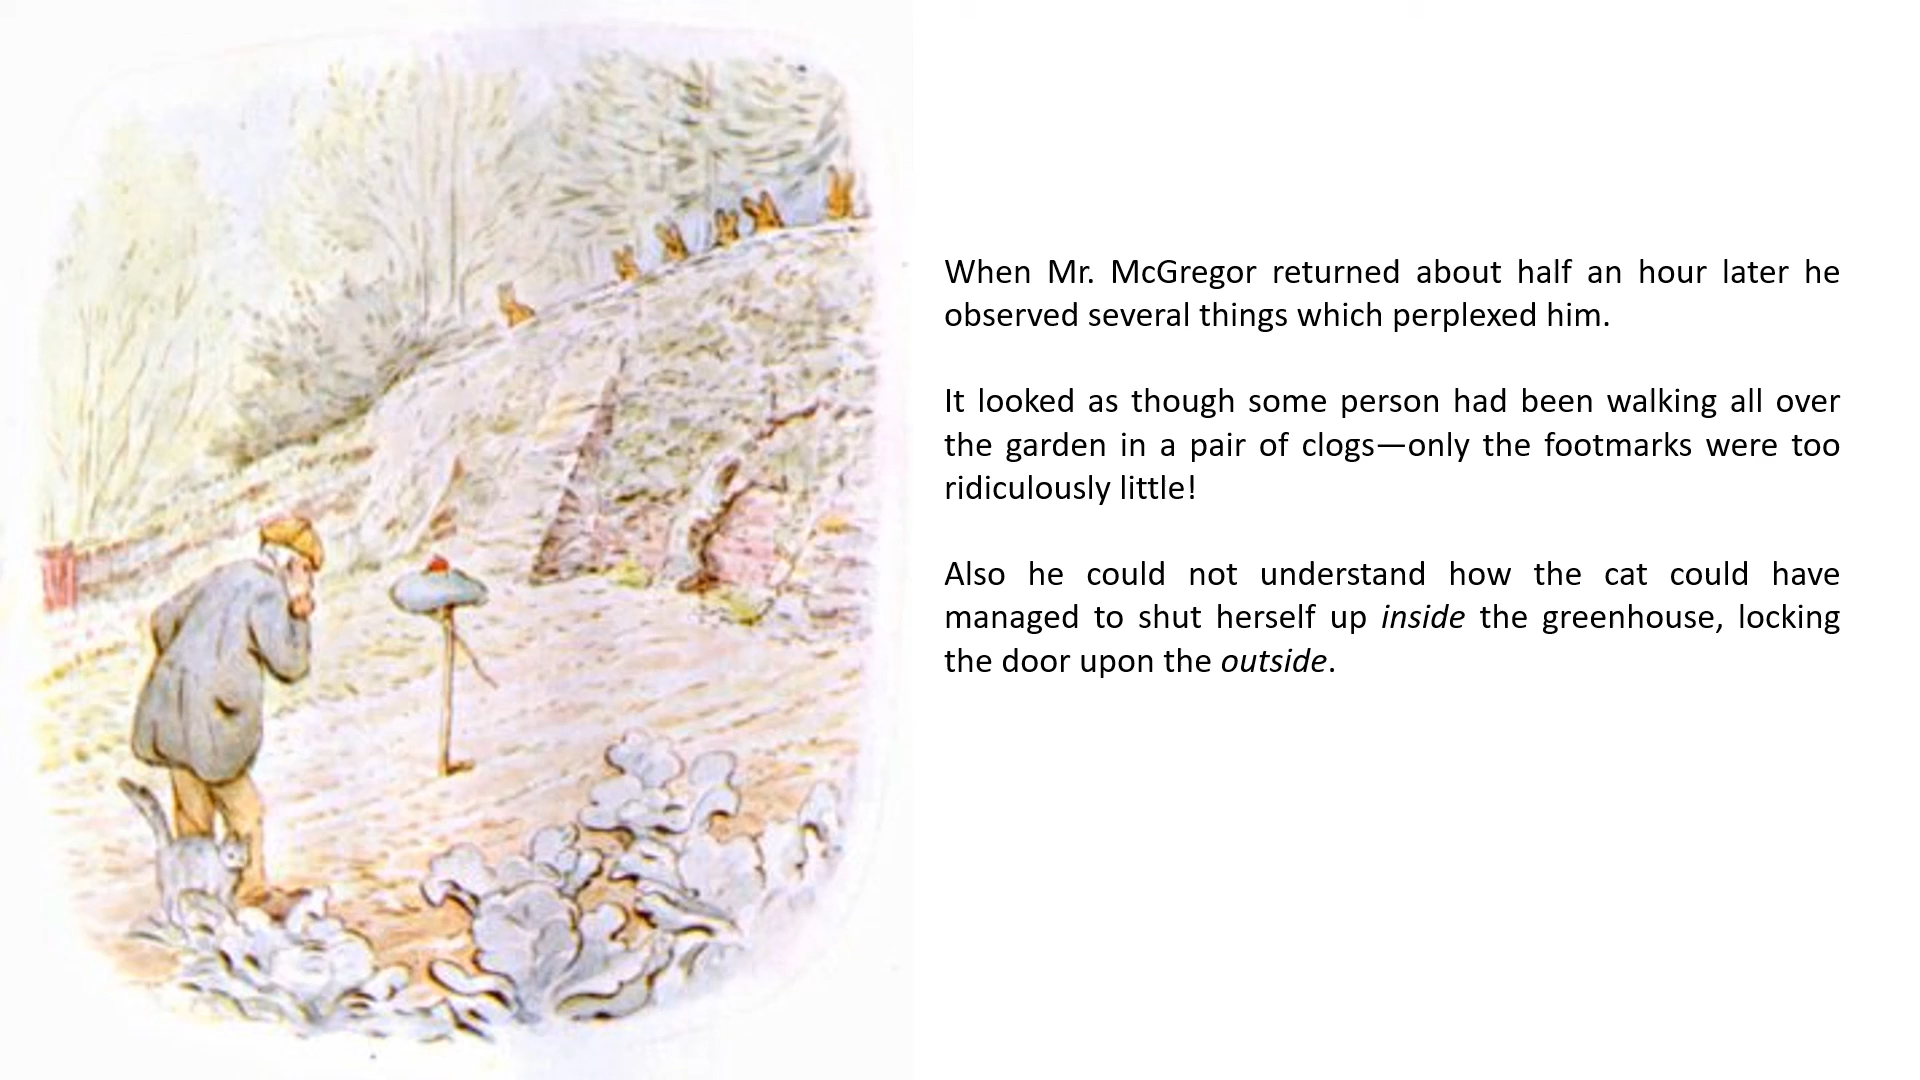 When Mr. McGregor returned about half an hour later he
observed several things which perplexed him.
It looked as though some person had been walking all over
the garden in a pair of clogs—only the footmarks were too
ridiculously little!
Also he could not understand how the cat could have
managed to shut herself up inside the greenhouse, locking
the door upon the outside.